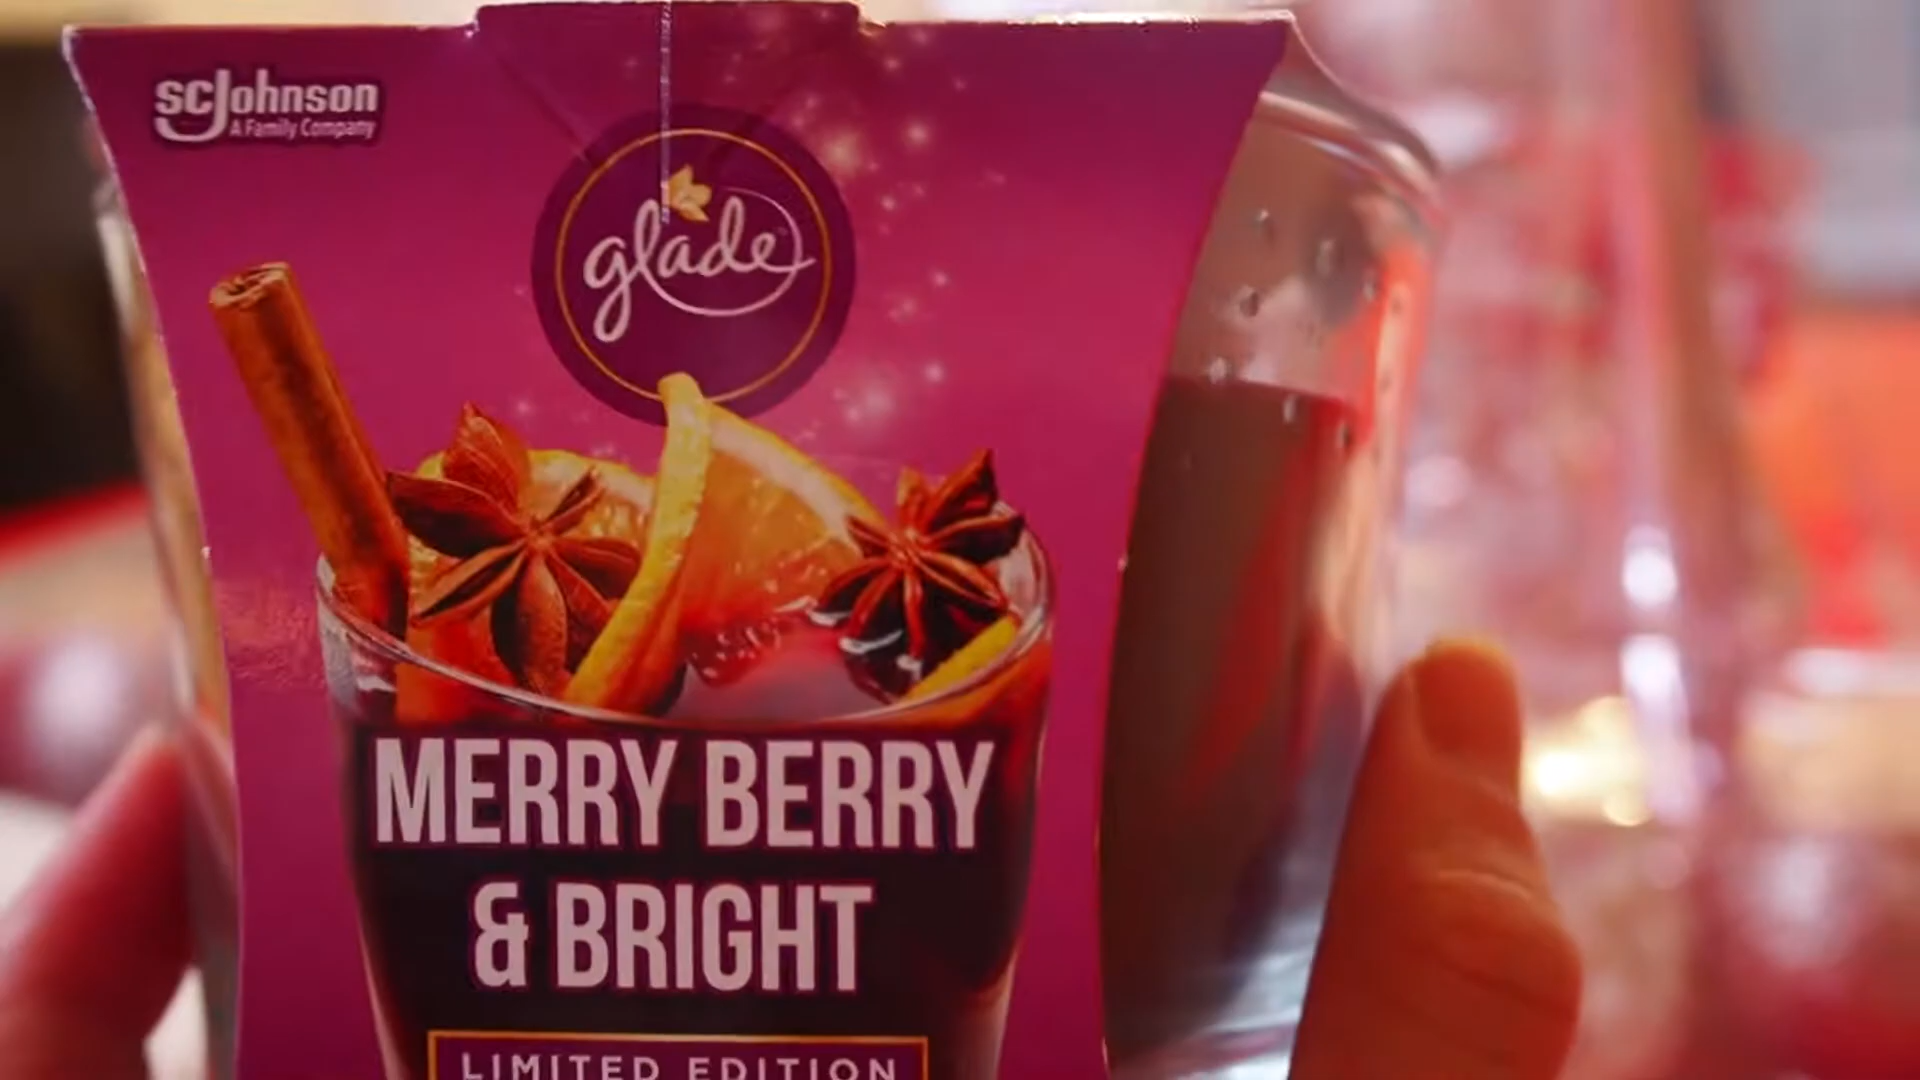 scjohnson
A Family Company
glade
MERRY BERRY
& BRIGHT
LIMITED EDITION